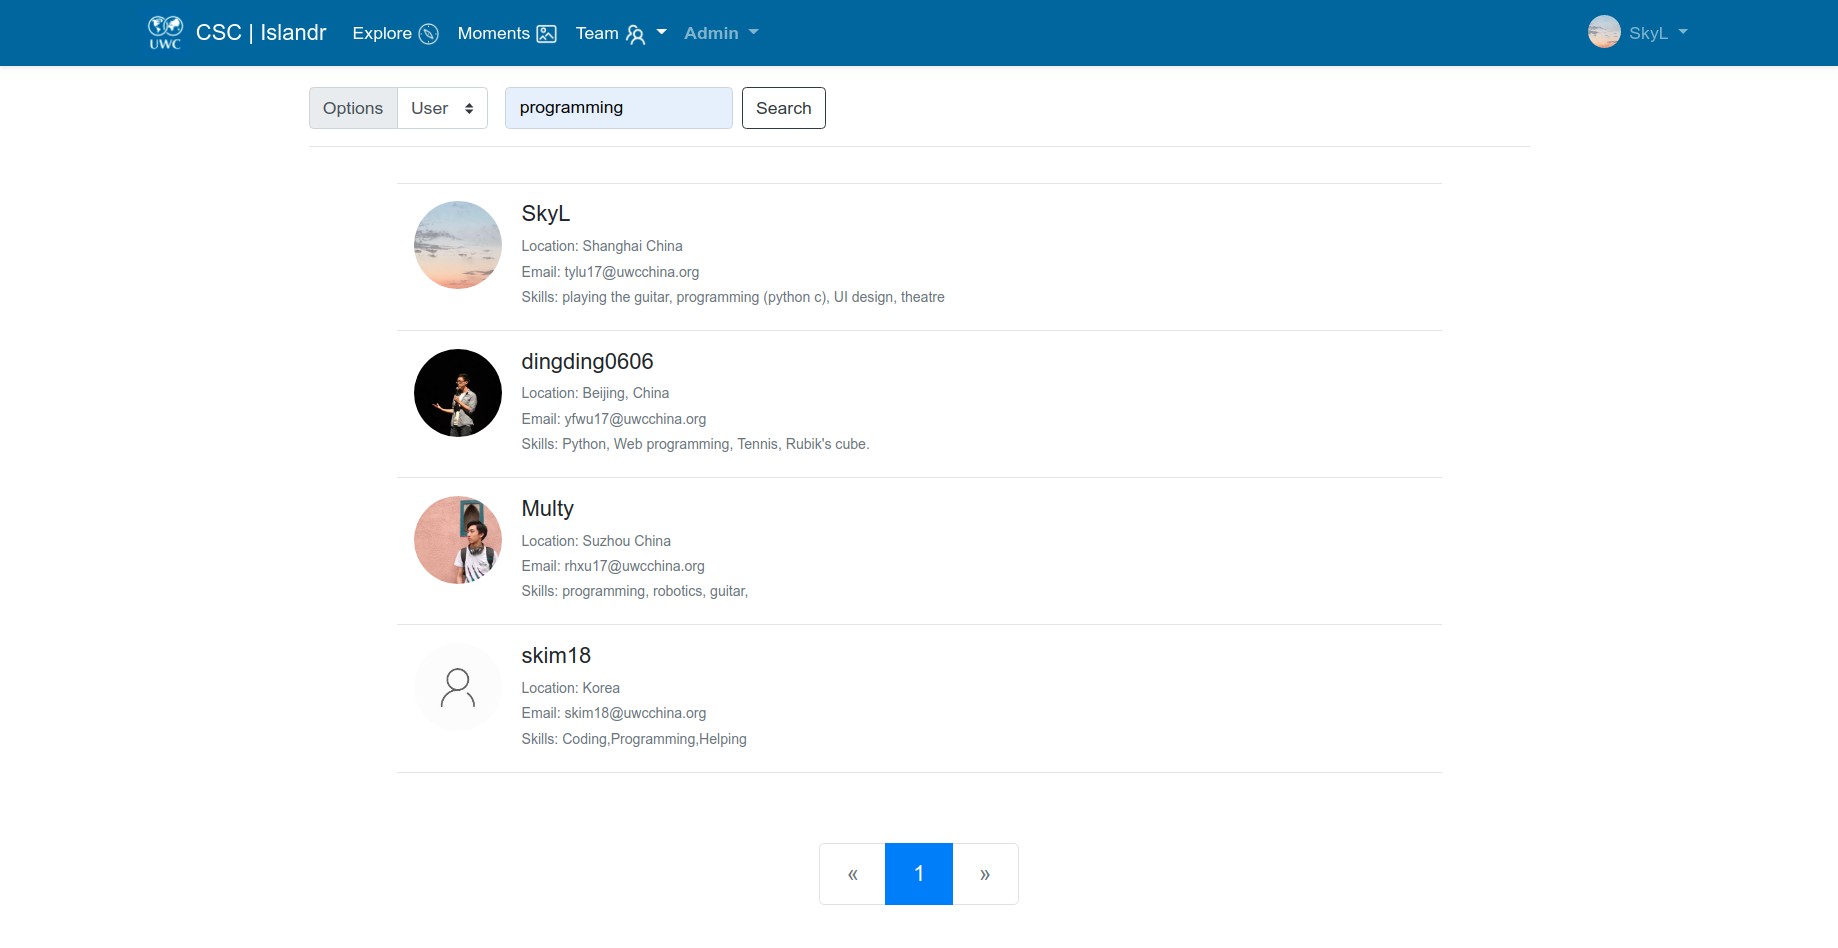 UWC CSC | Islandr Explore Moments Team Admin SkyL
Options User programming Search
SkyL
Location: Shanghai China
Email: tylu17@uwcchina.org
Skills: playing the guitar, programming (python c), UI design, theatre
dingding0606
Location: Beijing, China
Email: yfwu17@uwcchina.org
Skills: Python, Web programming, Tennis, Rubik's cube.
Multy
Location: Suzhou China
Email: rhxu17@uwcchina.org
Skills: programming, robotics, guitar,
skim18
Location: Korea
Email: skim18@uwcchina.org
Skills: Coding,Programming,Helping
« 1 »